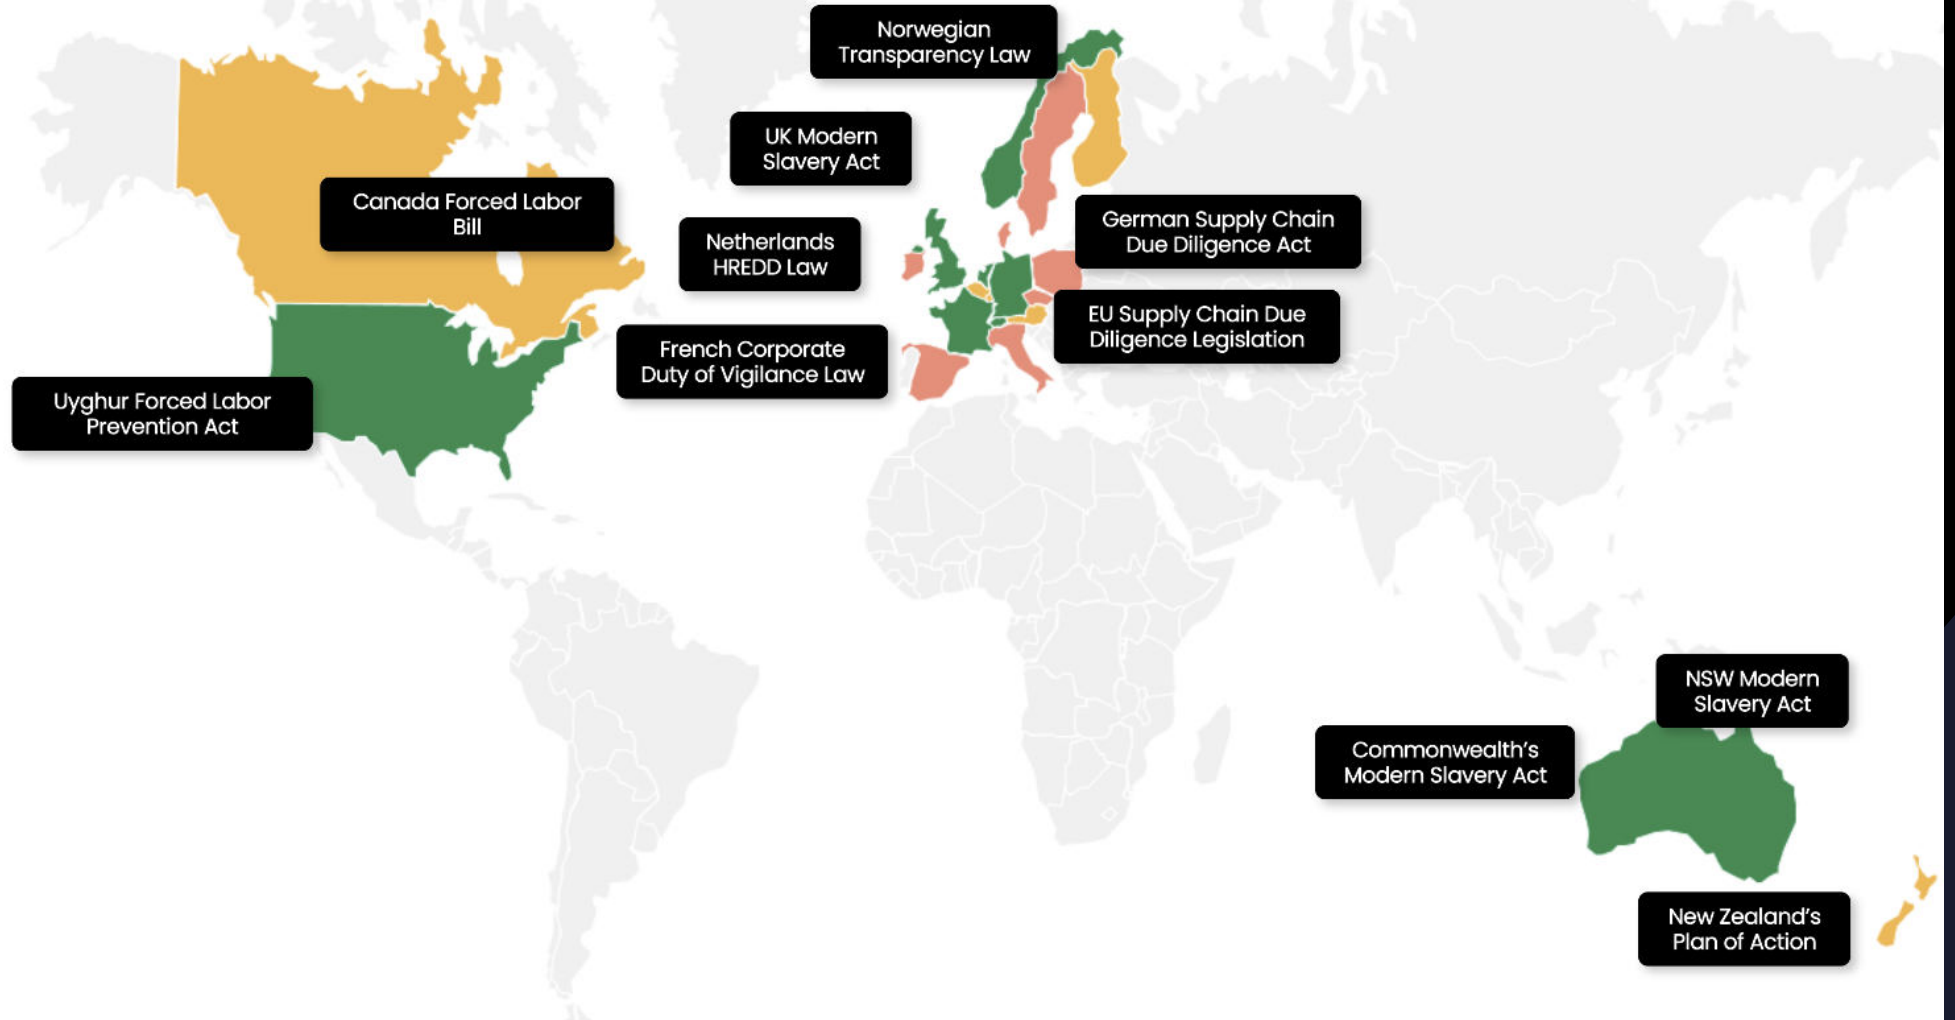 Norwegian
Transparency Law
UK Modern
Slavery Act
Canada Forced Labor
Bill
Netherlands
HREDD Law
German Supply Chain
Due Diligence Act
EU Supply Chain Due
Diligence Legislation
French Corporate
Duty of Vigilance Law
Uyghur Forced Labor
Prevention Act
NSW Modern
Slavery Act
Commonwealth's
Modern Slavery Act
New Zealand's
Plan of Action